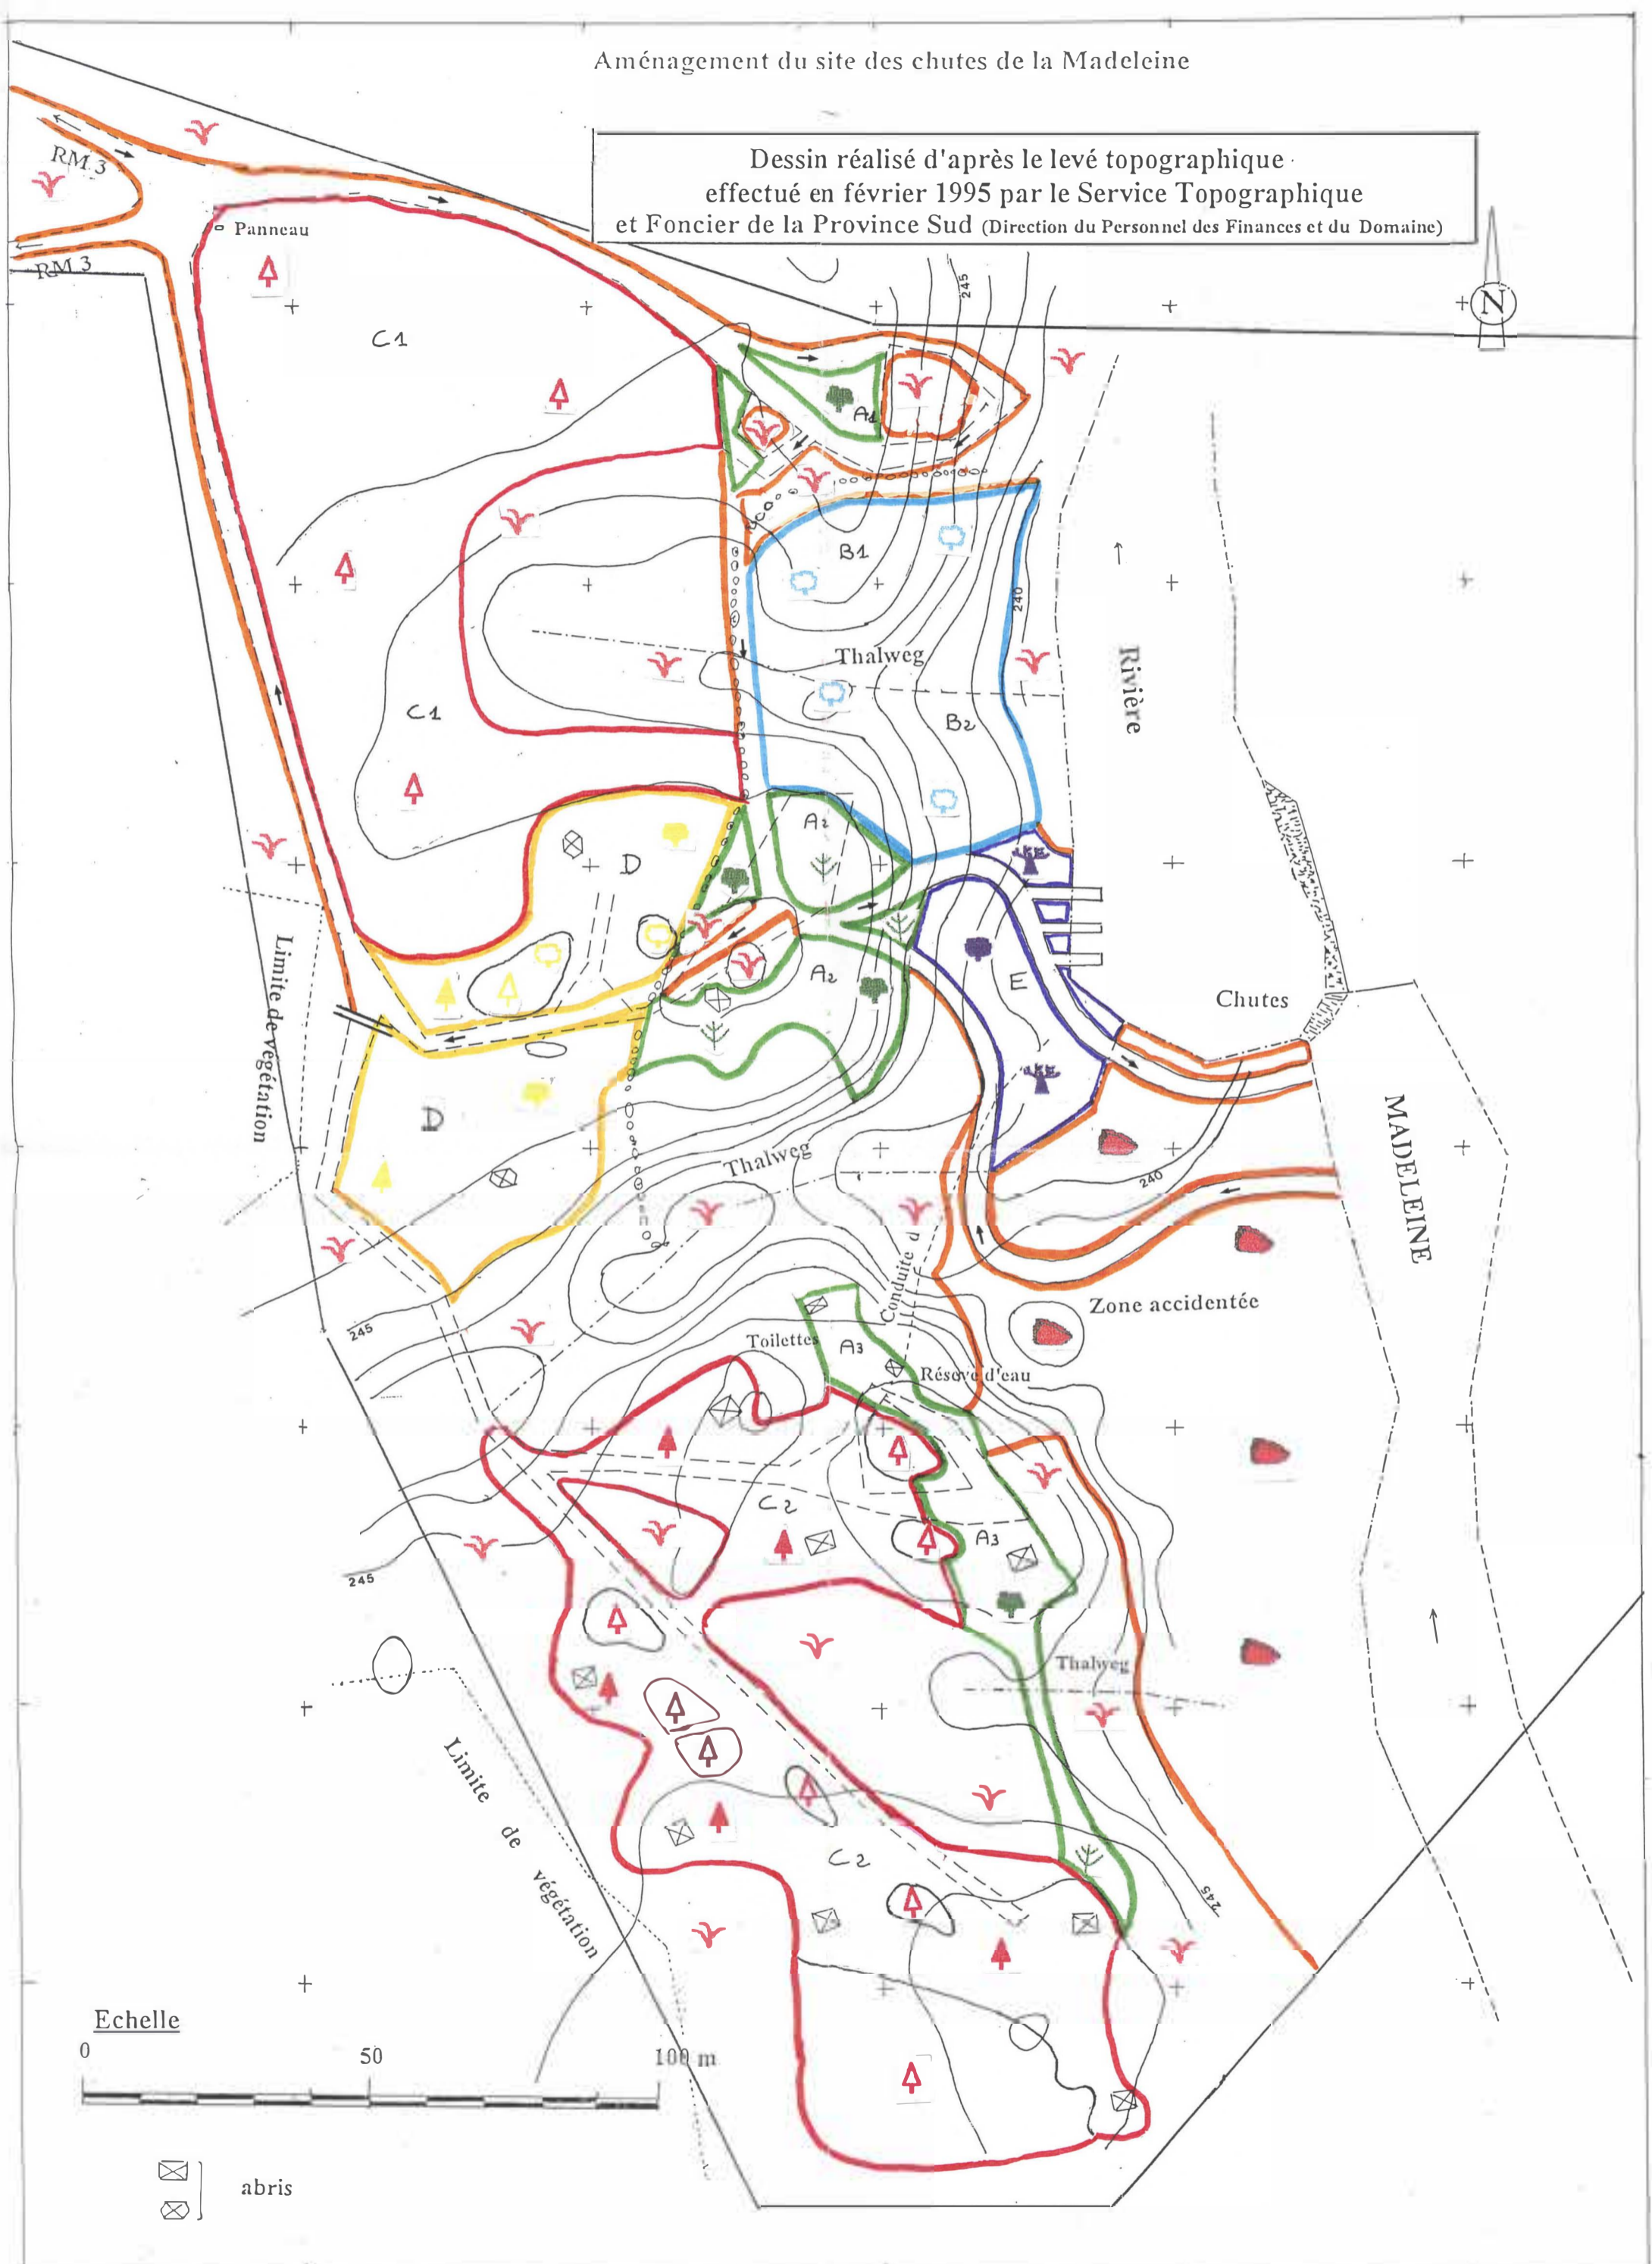 Aménagement du site des chutes de la Madeleine
Dessin réalisé d'après le levé topographique
effectué en février 1995 par le Service Topographique
et Foncier de la Province Sud (Direction du Personnel des Finances et du Domaine)
RM 3
Panneau
RM 3
N
245
C1
A1
B1
240
Thalweg
Rivière
C1
B2
A2
D
Limite de végétation
A2
E
Chutes
D
MADELEINE
Thalweg
240
Conduite d
Zone accidentée
245
Toilettes
A3
Réserve d'eau
C2
A3
245
Thalweg
Limite
de
végétation
C2
245
Echelle
0
50
100 m
abris